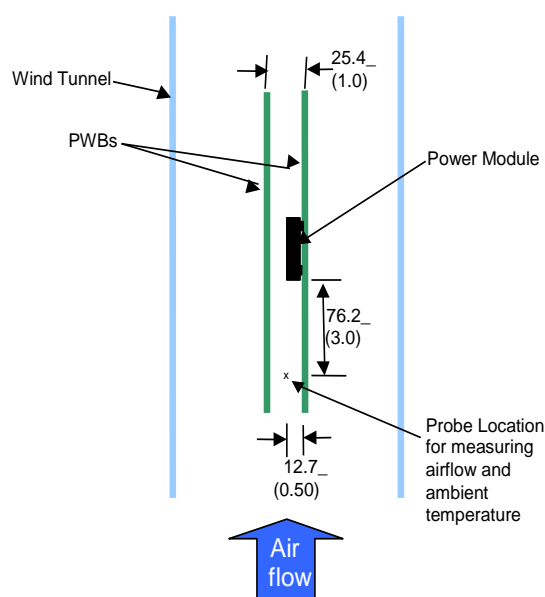 25.4_
(1.0)
Wind Tunnel
PWBs
Power Module
76.2_
(3.0)
x
Probe Location
for measuring
airflow and
ambient
temperature
12.7_
(0.50)
Air
flow